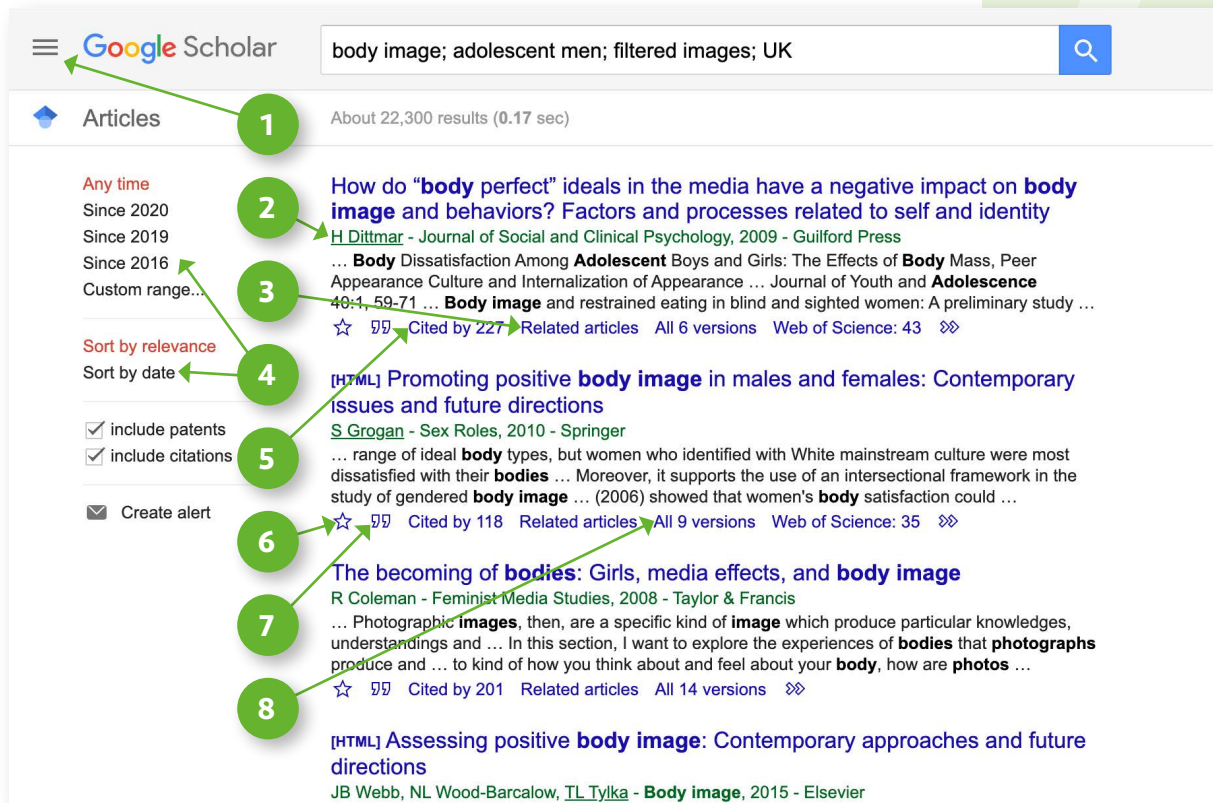 Google Scholar
body image; adolescent men; filtered images; UK
Articles
1
About 22,300 results (0.17 sec)
Any time
Since 2020
Since 2019
Since 2016
Custom range...
Sort by relevance
Sort by date
include patents
include citations
Create alert
2
3
4
5
6
7
8
How do “body perfect” ideals in the media have a negative impact on body
image and behaviors? Factors and processes related to self and identity
H Dittmar - Journal of Social and Clinical Psychology, 2009 - Guilford Press
… Body Dissatisfaction Among Adolescent Boys and Girls: The Effects of Body Mass, Peer
Appearance Culture and Internalization of Appearance … Journal of Youth and Adolescence
40:1, 59-71 … Body image and restrained eating in blind and sighted women: A preliminary study …
Cited by 227 Related articles All 6 versions Web of Science: 43
[HTML] Promoting positive body image in males and females: Contemporary
issues and future directions
S Grogan - Sex Roles, 2010 - Springer
… range of ideal body types, but women who identified with White mainstream culture were most
dissatisfied with their bodies … Moreover, it supports the use of an intersectional framework in the
study of gendered body image … (2006) showed that women's body satisfaction could …
Cited by 118 Related articles All 9 versions Web of Science: 35
The becoming of bodies: Girls, media effects, and body image
R Coleman - Feminist Media Studies, 2008 - Taylor & Francis
… Photographic images, then, are a specific kind of image which produce particular knowledges,
understandings and … In this section, I want to explore the experiences of bodies that photographs
produce and … to kind of how you think about and feel about your body, how are photos …
Cited by 201 Related articles All 14 versions
[HTML] Assessing positive body image: Contemporary approaches and future
directions
JB Webb, NL Wood-Barcalow, TL Tylka - Body image, 2015 - Elsevier